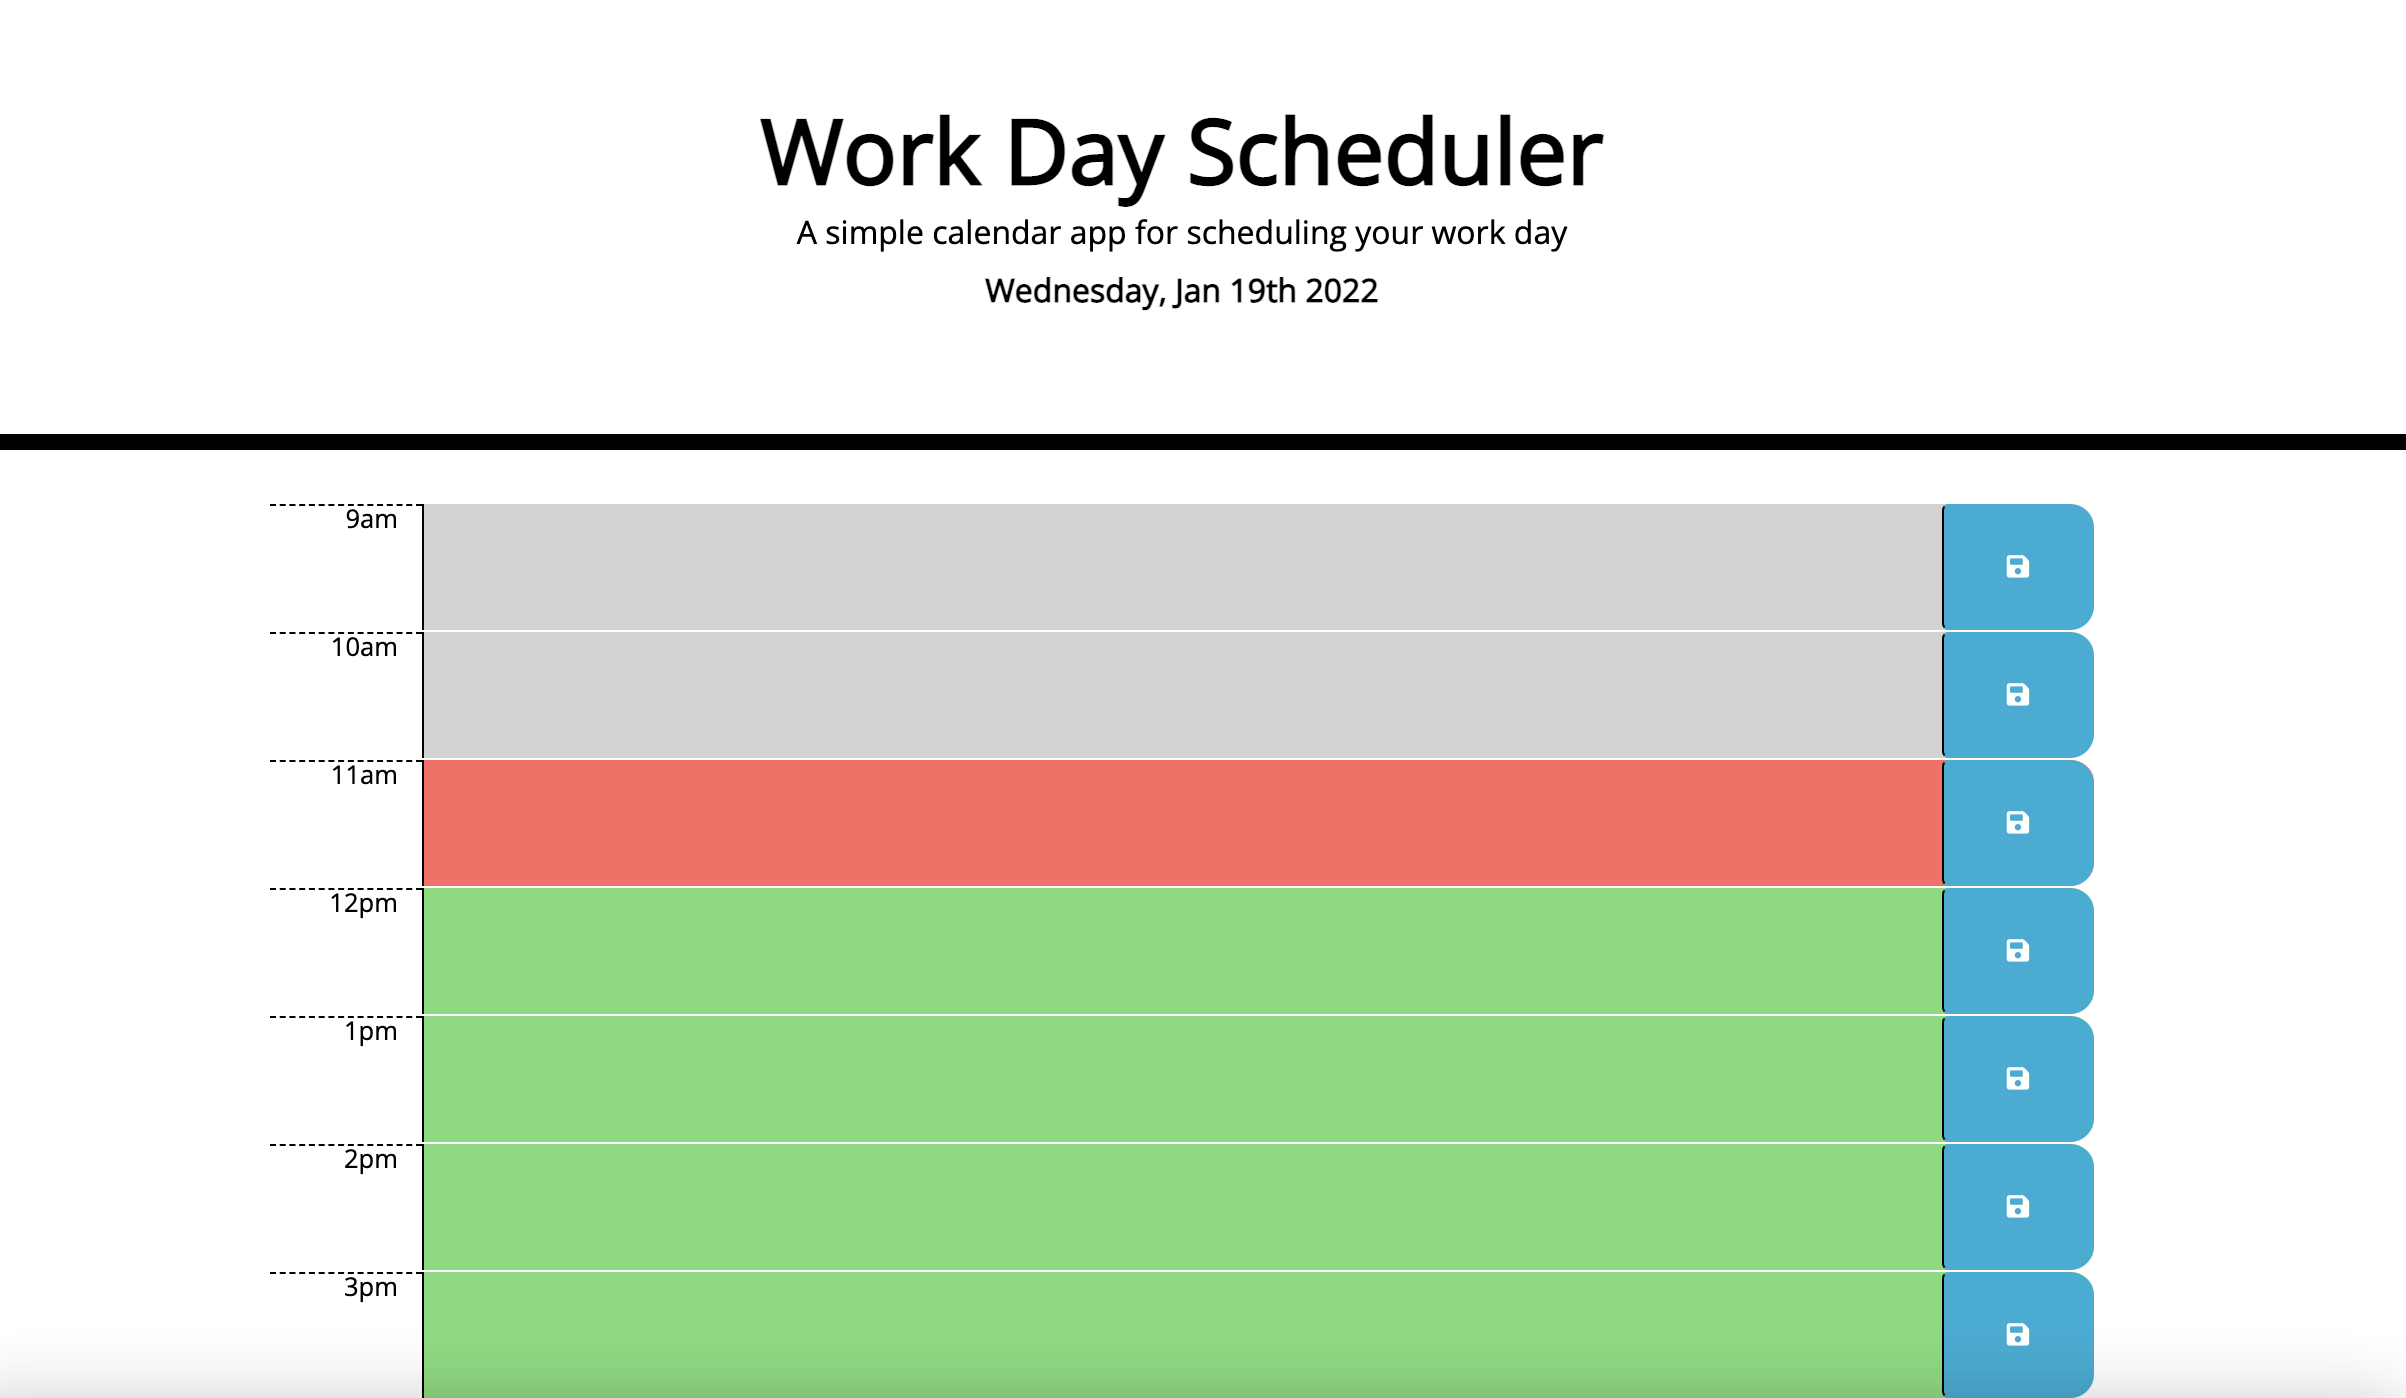 Work Day Scheduler
A simple calendar app for scheduling your work day
Wednesday, Jan 19th 2022
9am
10am
11am
12pm
1pm
2pm
3pm